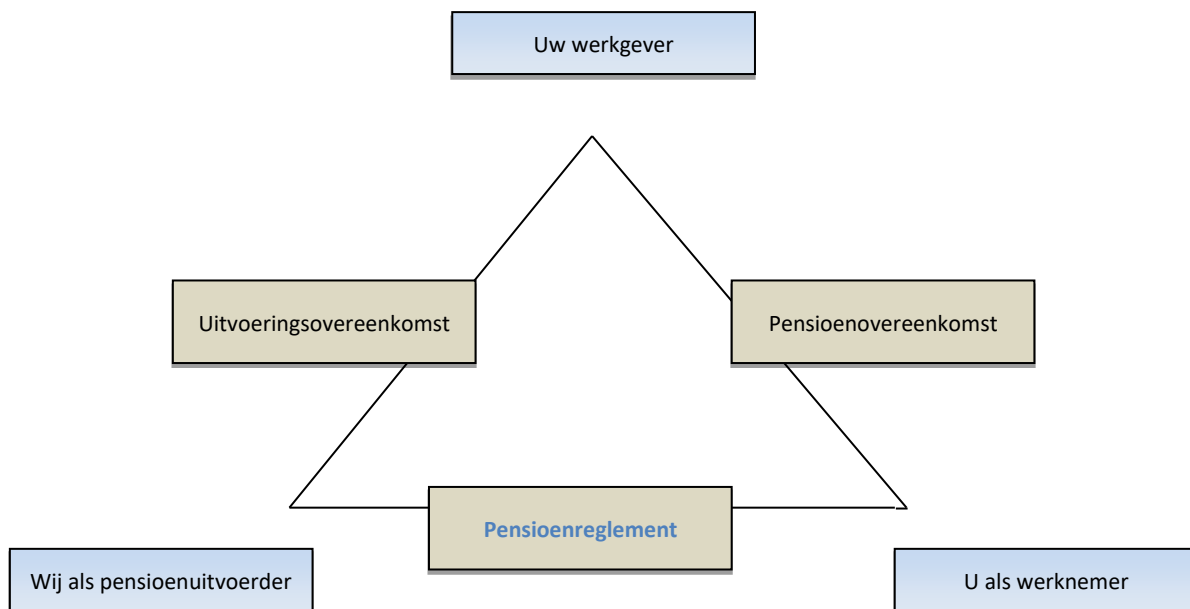 Uw werkgever
Uitvoeringsovereenkomst
Pensioenovereenkomst
Pensioenreglement
Wij als pensioenuitvoerder
U als werknemer